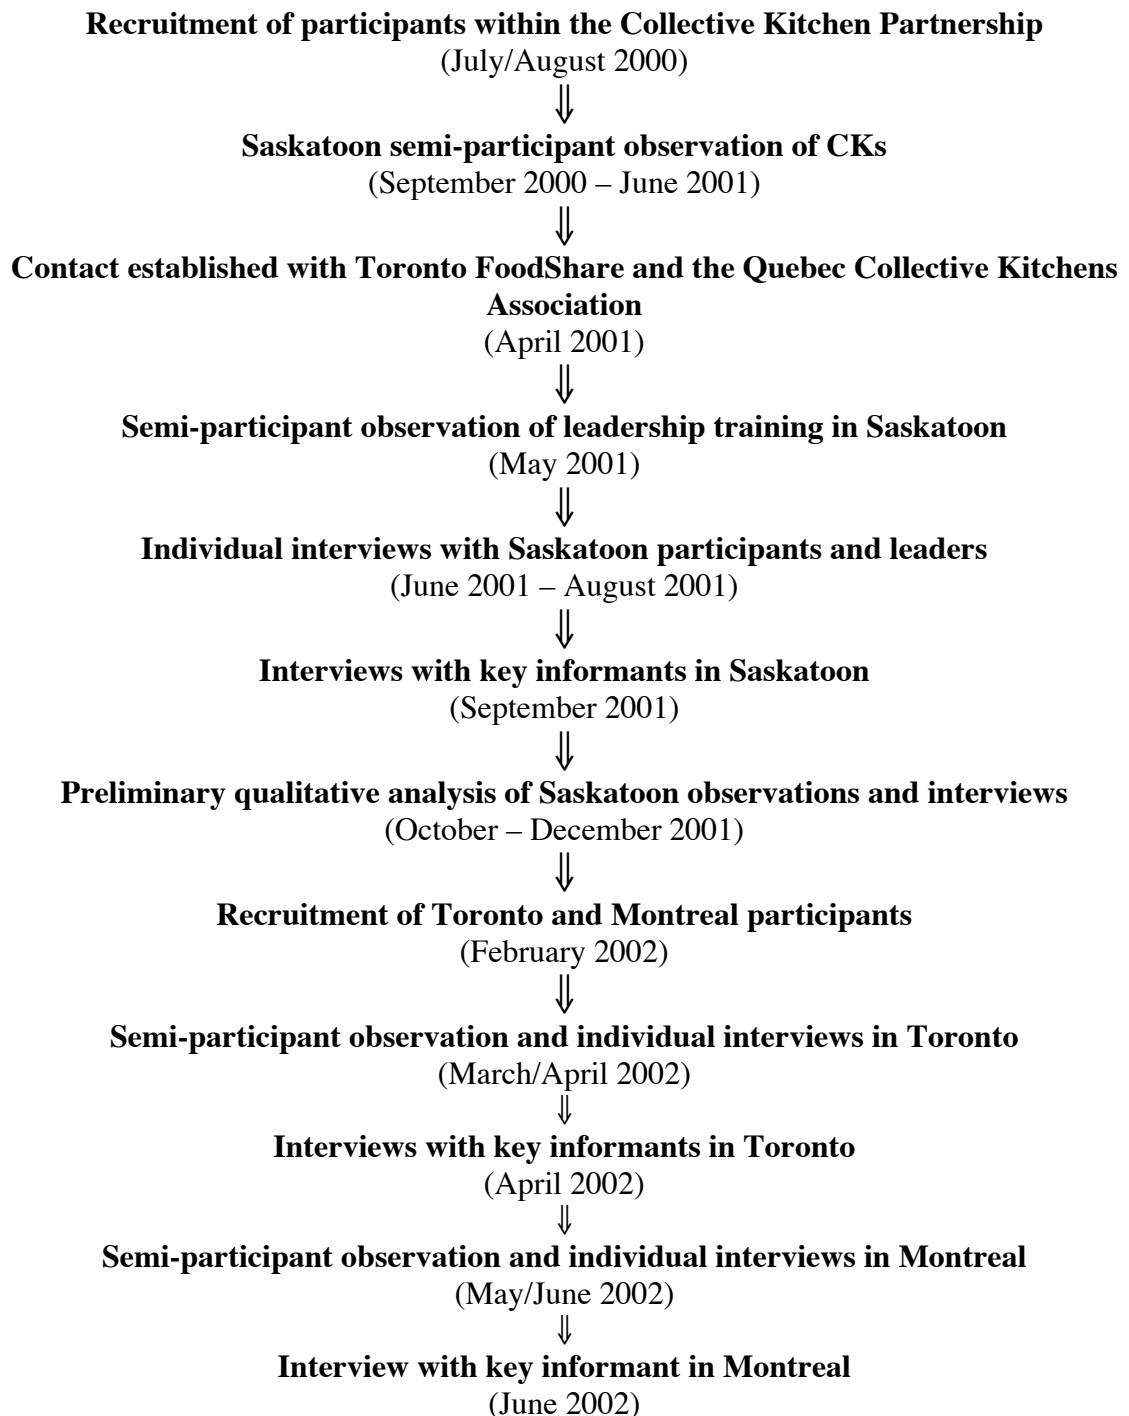 Recruitment of participants within the Collective Kitchen Partnership
(July/August 2000)
⇓
Saskatoon semi-participant observation of CKs
(September 2000 – June 2001)
⇓
Contact established with Toronto FoodShare and the Quebec Collective Kitchens
Association
(April 2001)
⇓
Semi-participant observation of leadership training in Saskatoon
(May 2001)
⇓
Individual interviews with Saskatoon participants and leaders
(June 2001 – August 2001)
⇓
Interviews with key informants in Saskatoon
(September 2001)
⇓
Preliminary qualitative analysis of Saskatoon observations and interviews
(October – December 2001)
⇓
Recruitment of Toronto and Montreal participants
(February 2002)
⇓
Semi-participant observation and individual interviews in Toronto
(March/April 2002)
⇓
Interviews with key informants in Toronto
(April 2002)
⇓
Semi-participant observation and individual interviews in Montreal
(May/June 2002)
⇓
Interview with key informant in Montreal
(June 2002)